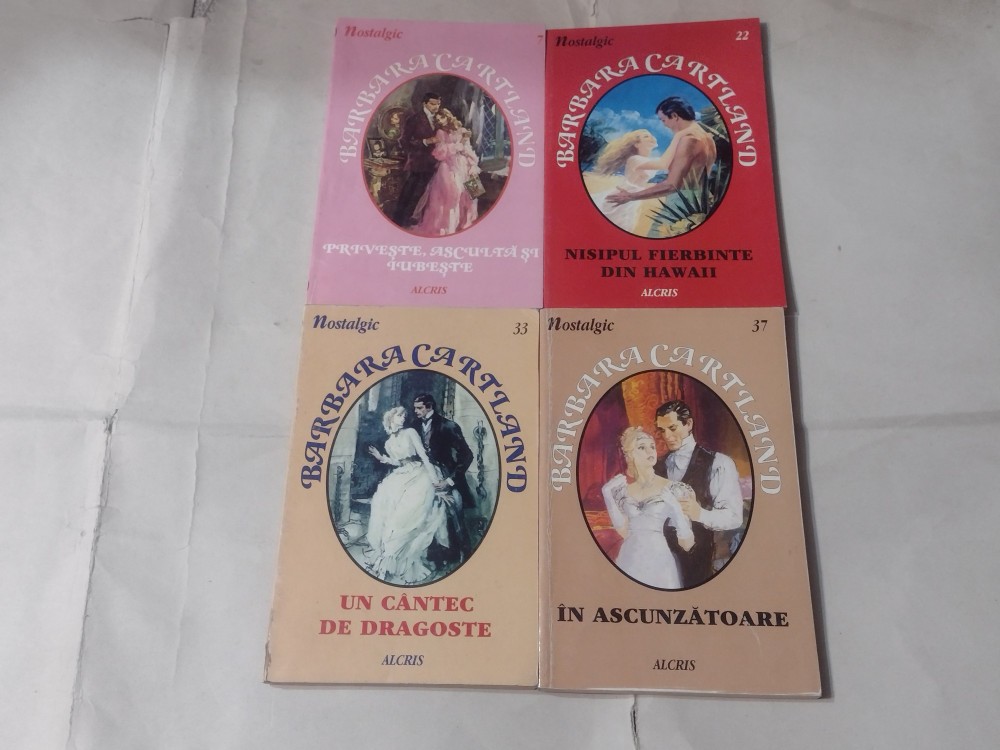 Nostalgic
7
BARBARA CARTLAND
PRIVEȘTE, ASCULTĂ ȘI
IUBEȘTE
ALCRIS
Nostalgic
22
BARBARA CARTLAND
NISIPUL FIERBINTE
DIN HAWAII
ALCRIS
Nostalgic
33
BARBARA CARTLAND
UN CÂNTEC
DE DRAGOSTE
ALCRIS
Nostalgic
37
BARBARA CARTLAND
ÎN ASCUNZĂTOARE
ALCRIS